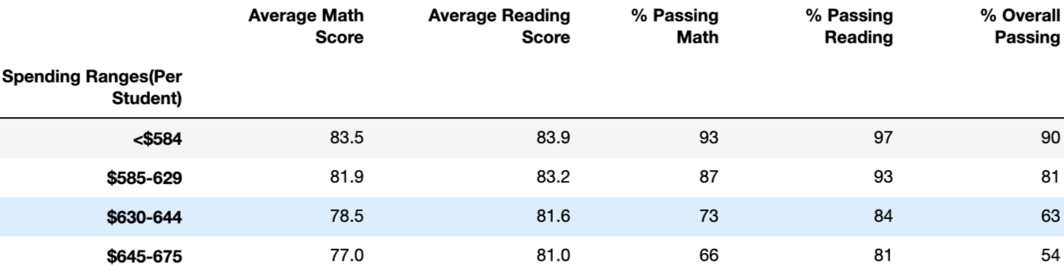 Average Math Score Average Reading Score % Passing Math % Passing Reading % Overall Passing
Spending Ranges(Per Student)
<$584 83.5 83.9 93 97 90
$585-629 81.9 83.2 87 93 81
$630-644 78.5 81.6 73 84 63
$645-675 77.0 81.0 66 81 54